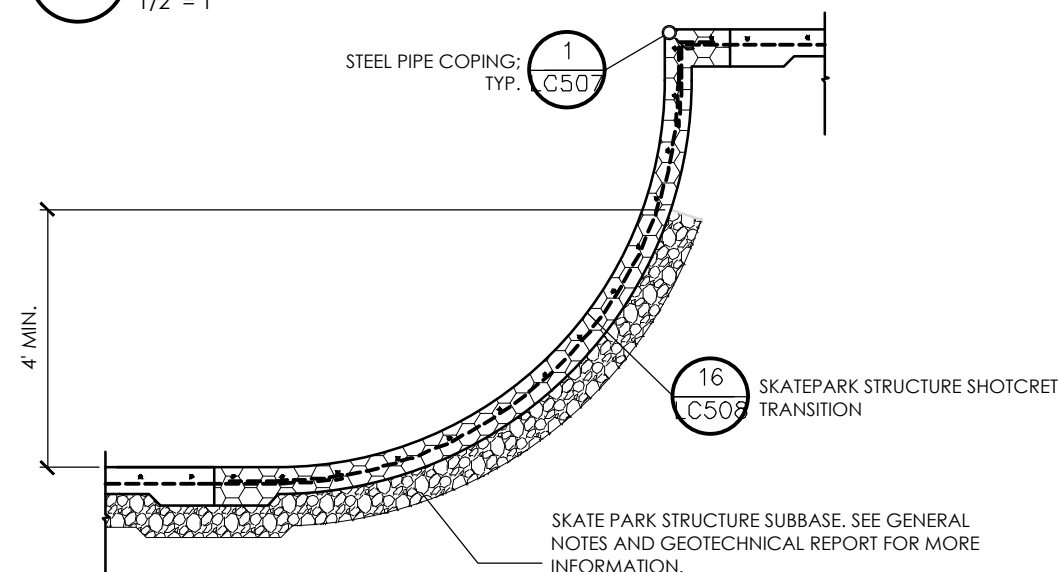 1/2" = 1'
STEEL PIPE COPING;
TYP.
1
LC507
4' MIN.
16
LC508
SKATEPARK STRUCTURE SHOTCRET
TRANSITION
SKATE PARK STRUCTURE SUBBASE. SEE GENERAL
NOTES AND GEOTECHNICAL REPORT FOR MORE
INFORMATION.